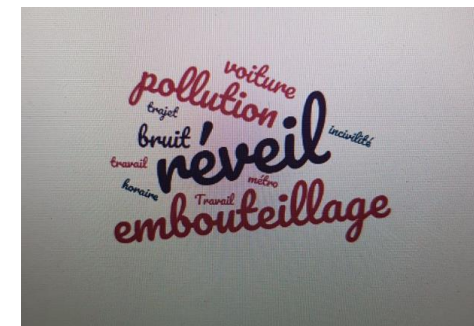 voiture
pollution
trajet
bruit
incivilité
réveil
travail
métro
horaire
Travail
embouteillage